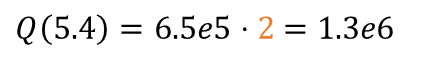 Q(5.4) = 6.5e5 · 2 = 1.3e6